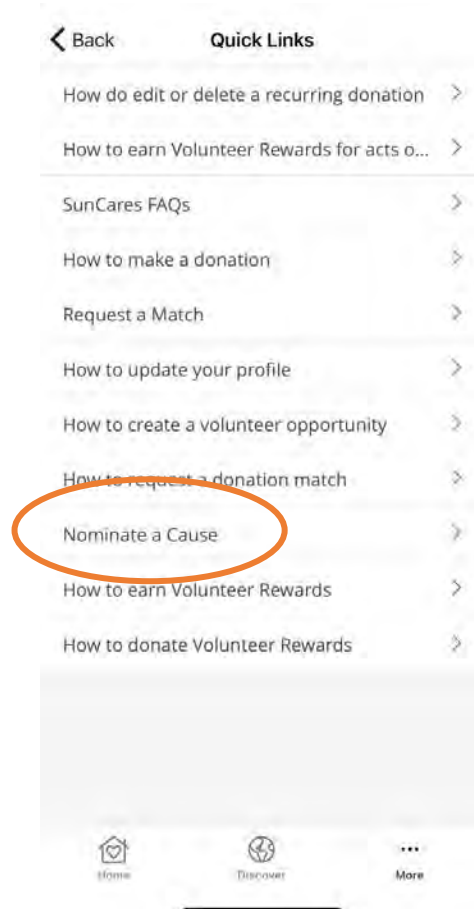 Back Quick Links
How do edit or delete a recurring donation
How to earn Volunteer Rewards for acts o...
SunCares FAQs
How to make a donation
Request a Match
How to update your profile
How to create a volunteer opportunity
How to request a donation match
Nominate a Cause
How to earn Volunteer Rewards
How to donate Volunteer Rewards
Home Discover More